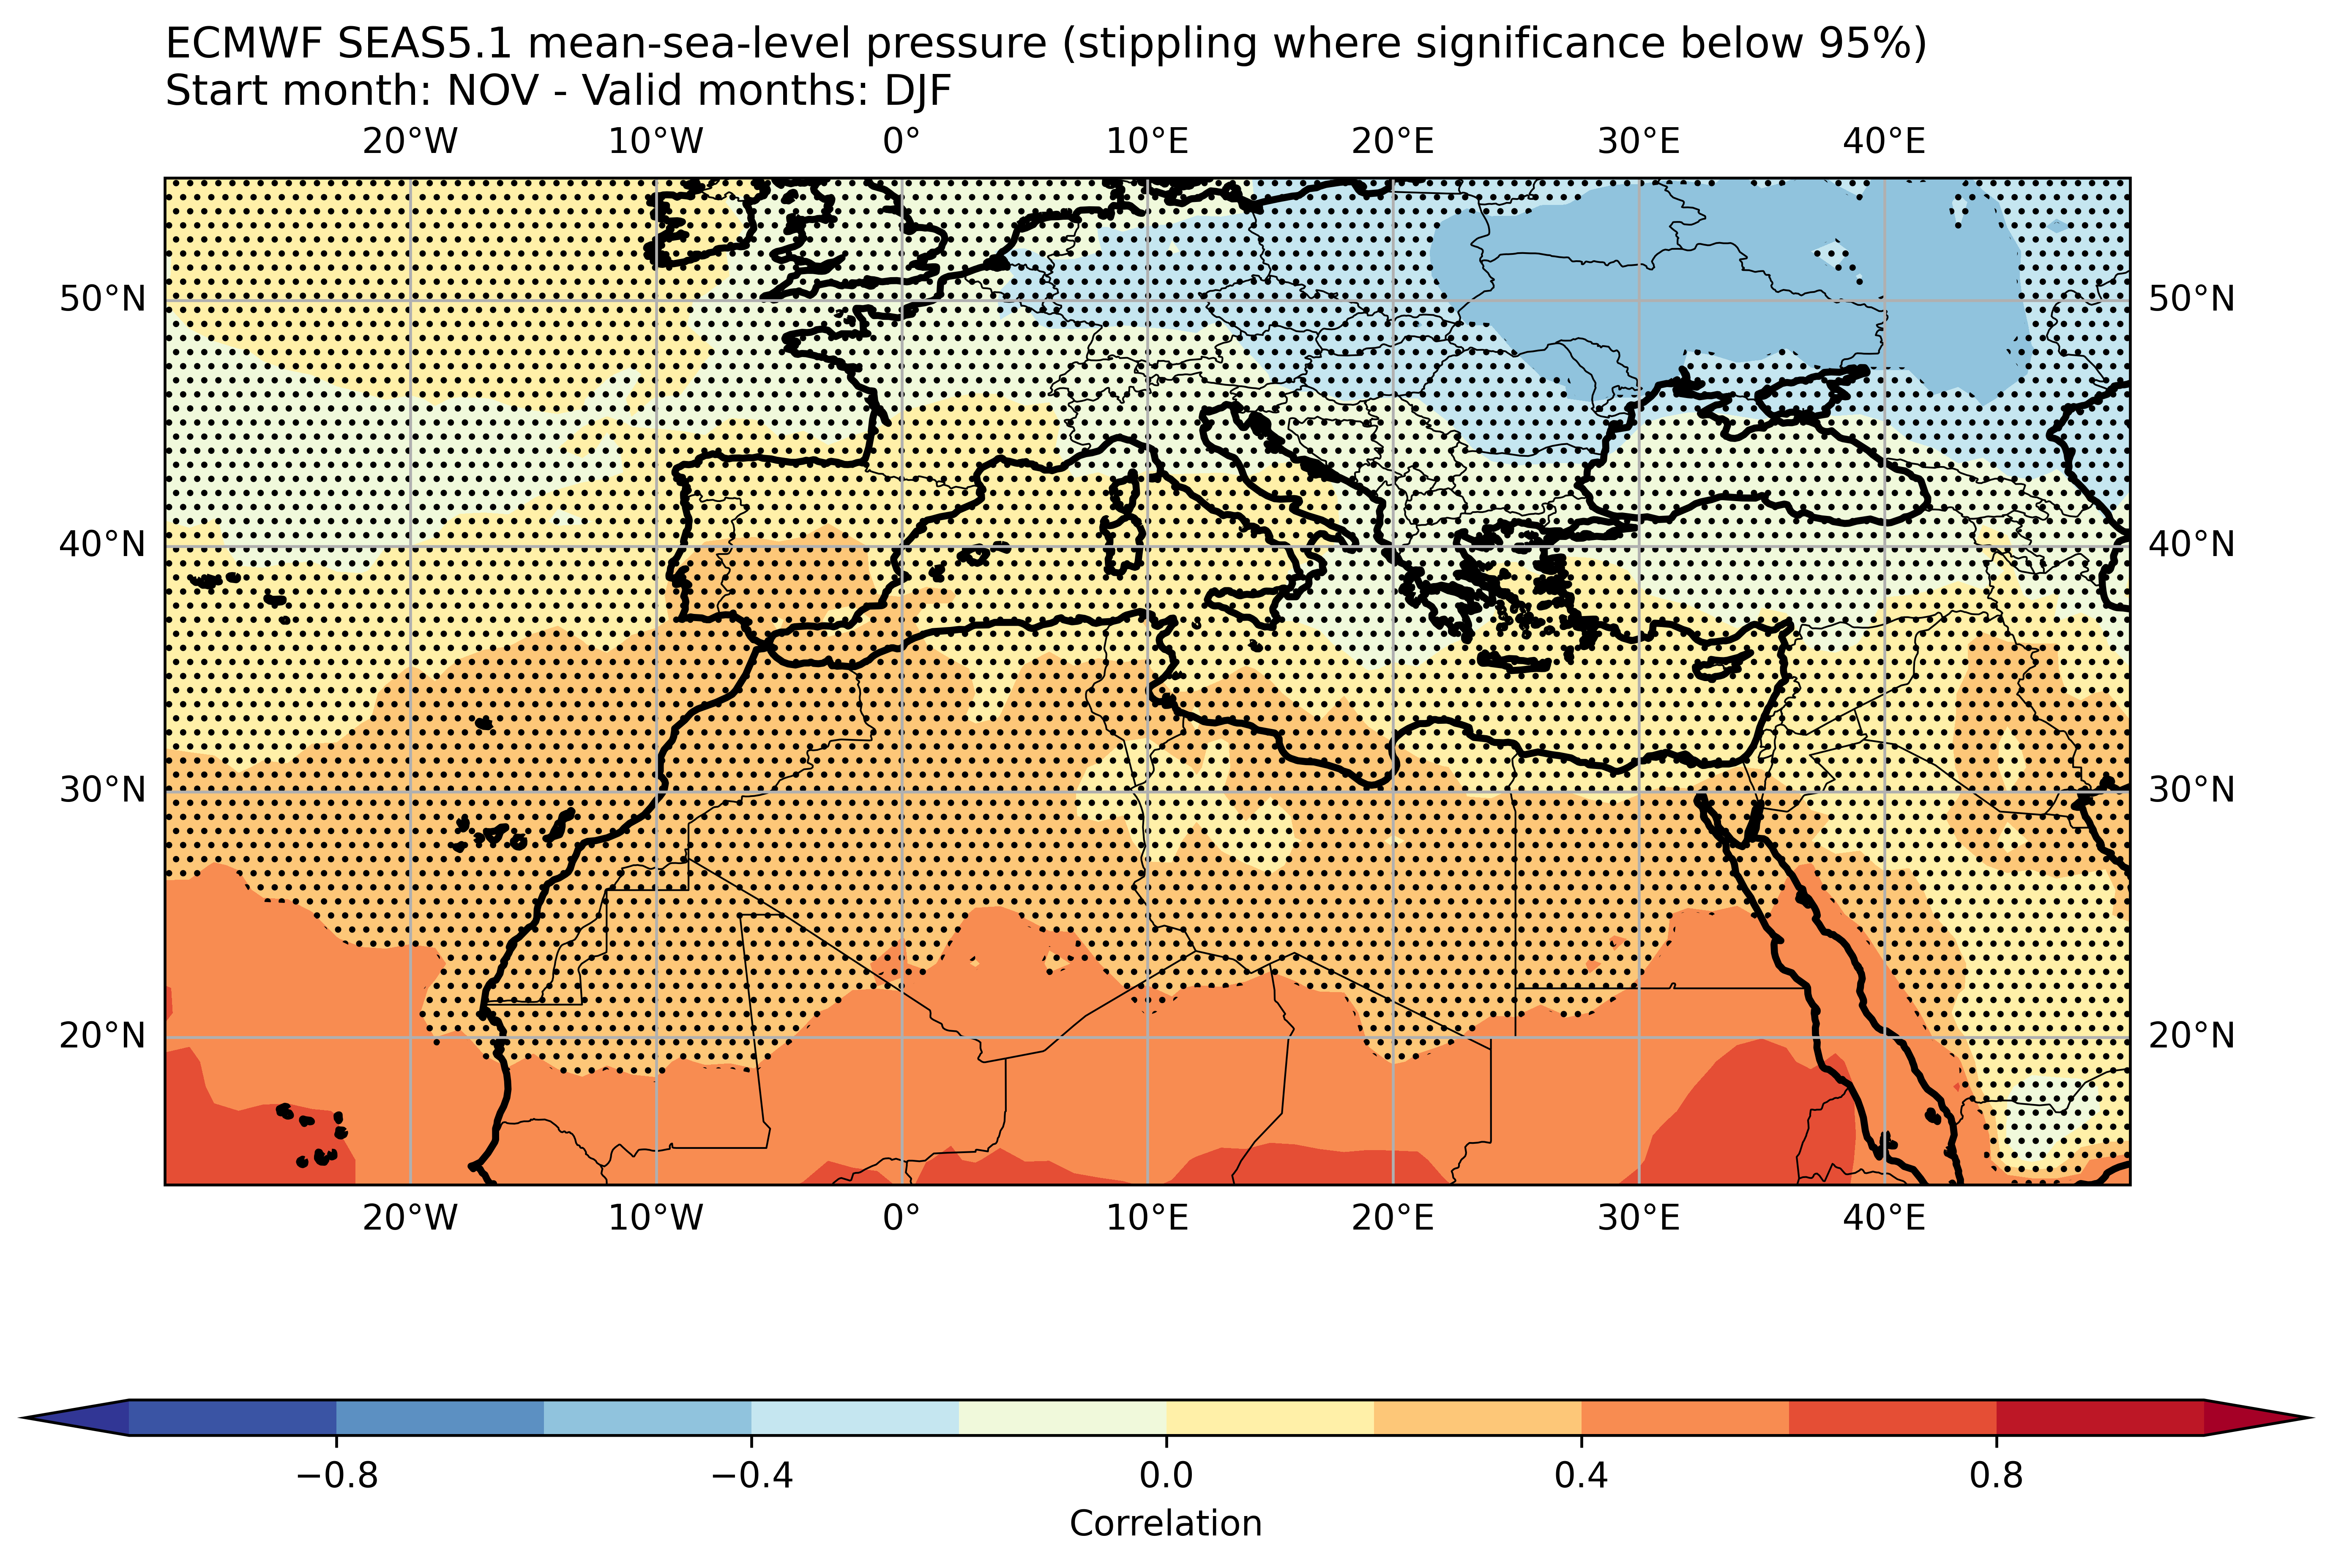 ECMWF SEAS5.1 mean-sea-level pressure (stippling where significance below 95%)
Start month: NOV - Valid months: DJF
20°W 10°W 0° 10°E 20°E 30°E 40°E
50°N 50°N
40°N 40°N
30°N 30°N
20°N 20°N
20°W 10°W 0° 10°E 20°E 30°E 40°E
−0.8 −0.4 0.0 0.4 0.8
Correlation